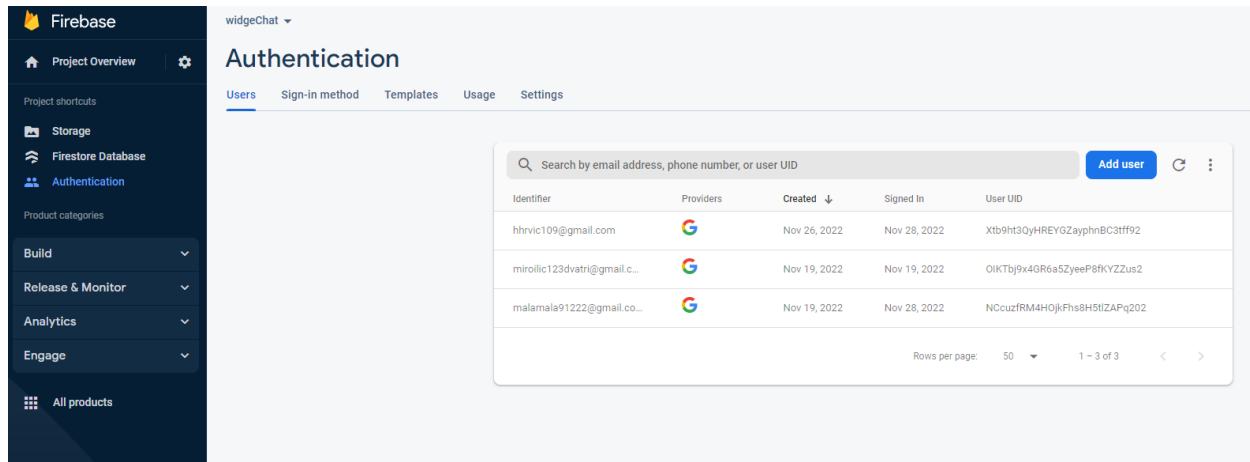 Firebase
Project Overview
Project shortcuts
Storage
Firestore Database
Authentication
Product categories
Build
Release & Monitor
Analytics
Engage
All products
widgeChat
Authentication
Users Sign-in method Templates Usage Settings
Search by email address, phone number, or user UID Add user
Identifier Providers Created Signed In User UID
hhrvic109@gmail.com Nov 26, 2022 Nov 28, 2022 Xtb9ht3QyHREYGZayphnBC3tff92
miroilic123dvatri@gmail.c... Nov 19, 2022 Nov 19, 2022 OIKTbj9x4GR6a5ZyeeP8fKYZZus2
malamala91222@gmail.co... Nov 19, 2022 Nov 28, 2022 NCcuzfRM4HOjkFhs8H5tlZAPq202
Rows per page: 50 1 – 3 of 3